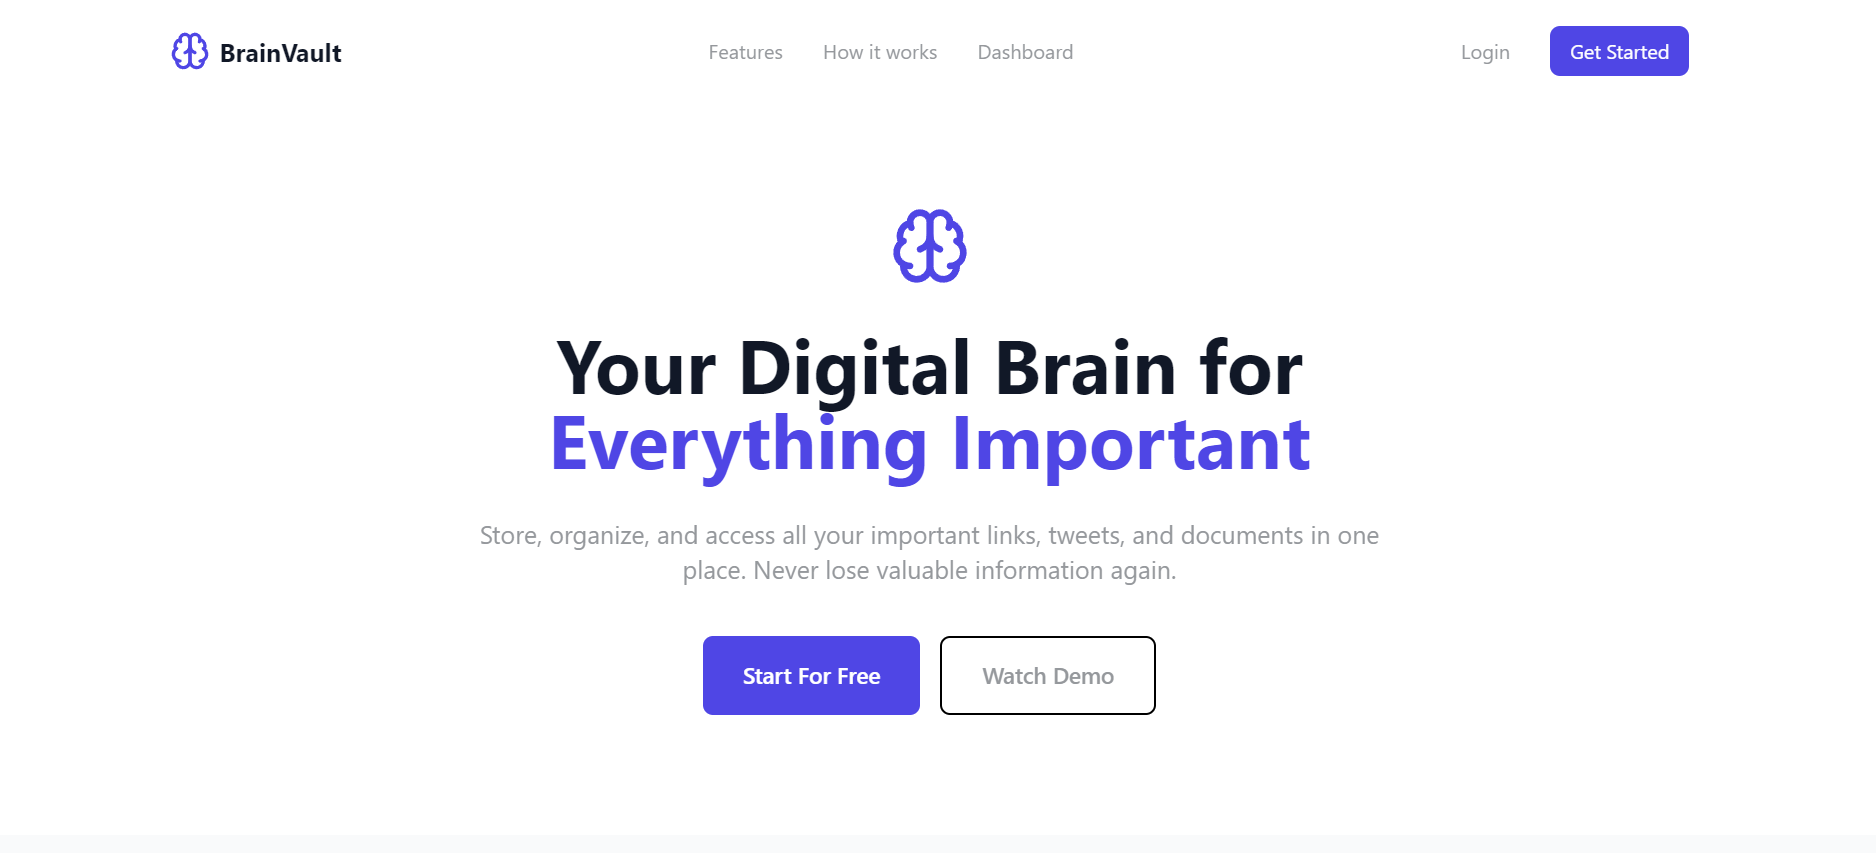 BrainVault
Features
How it works
Dashboard
Login
Get Started
Your Digital Brain for
Everything Important
Store, organize, and access all your important links, tweets, and documents in one
place. Never lose valuable information again.
Start For Free
Watch Demo